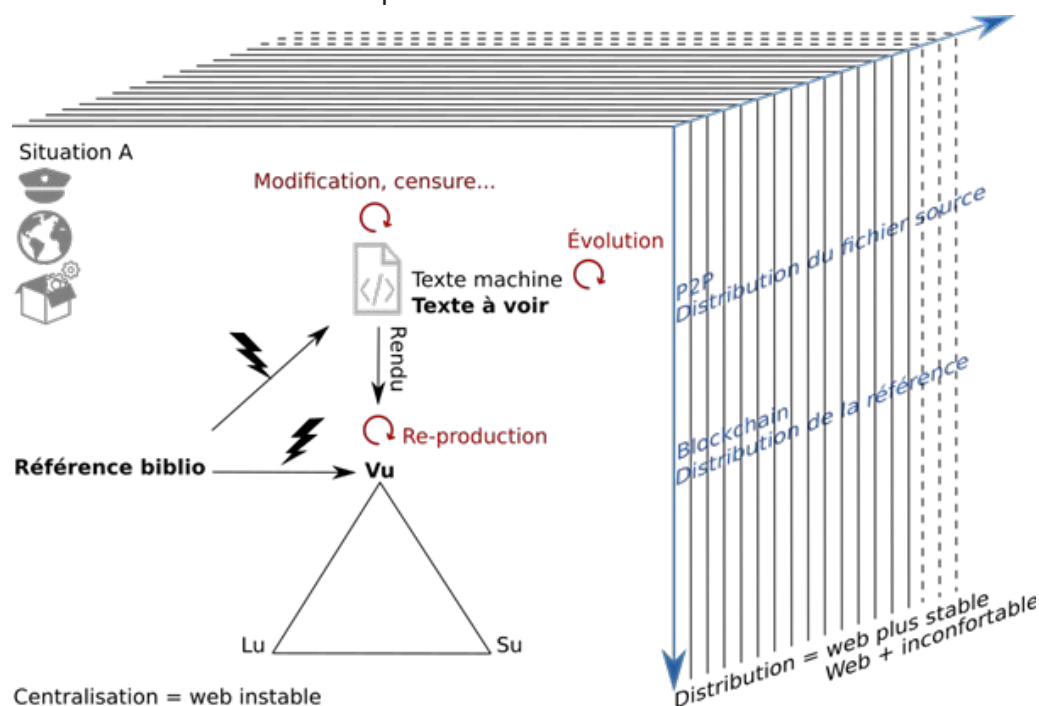 Situation A
Modification, censure...
Évolution
Texte machine
Texte à voir
</>
Rendu
Re-production
Référence biblio
Vu
Lu
Su
Centralisation = web instable
P2P
Distribution du fichier source
Blockchain
Distribution de la référence
Distribution = web plus stable
Web + inconfortable